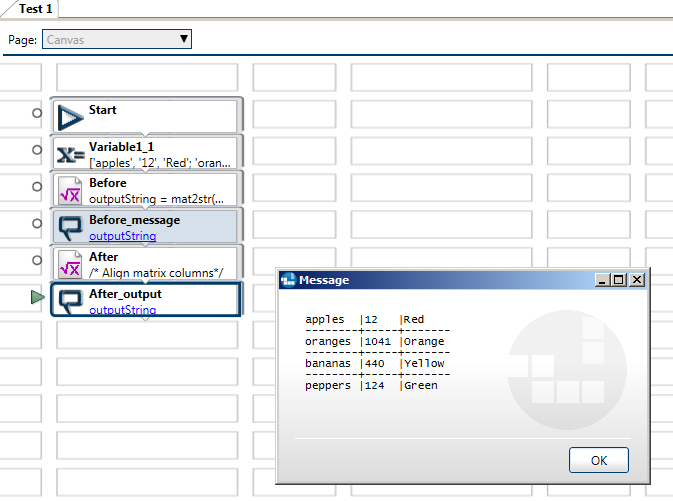 Test 1
Page: Canvas
Start
Variable1_1
['apples', '12', 'Red'; 'oran...
Before
outputString = mat2str(...
Before_message
outputString
After
/* Align matrix columns*/
After_output
outputString
Message
apples  |12   |Red
--------+-----+-------
oranges |1041 |Orange
--------+-----+-------
bananas |440  |Yellow
--------+-----+-------
peppers |124  |Green
OK